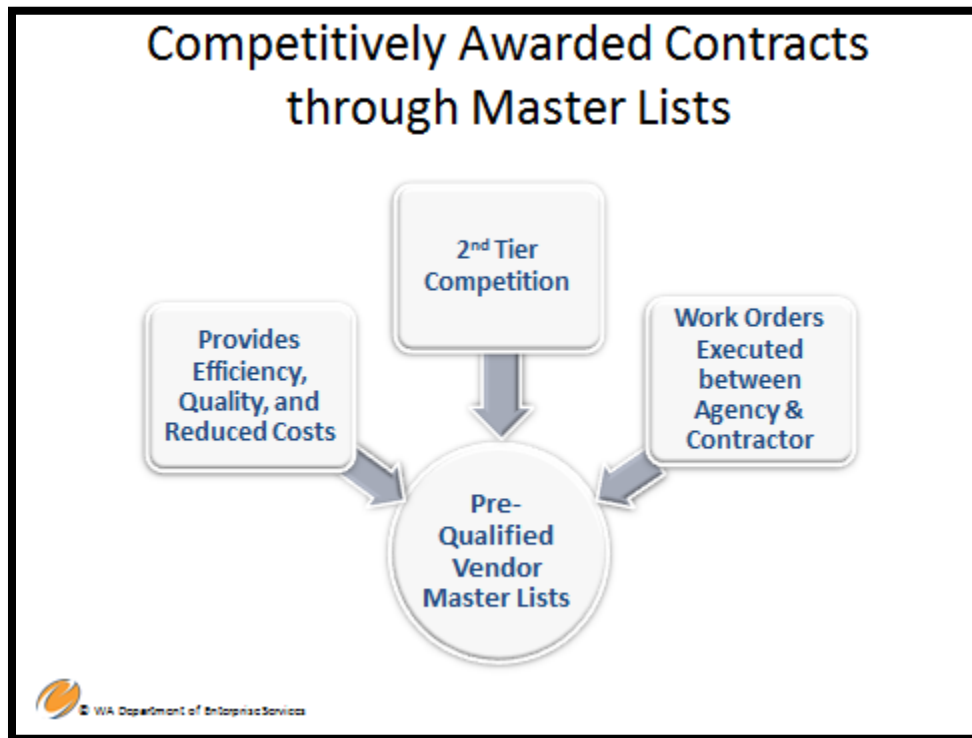 Competitively Awarded Contracts
through Master Lists
2nd Tier
Competition
Provides
Efficiency,
Quality, and
Reduced Costs
Work Orders
Executed
between
Agency &
Contractor
Pre-
Qualified
Vendor
Master Lists
© WA Department of Enterprise Services